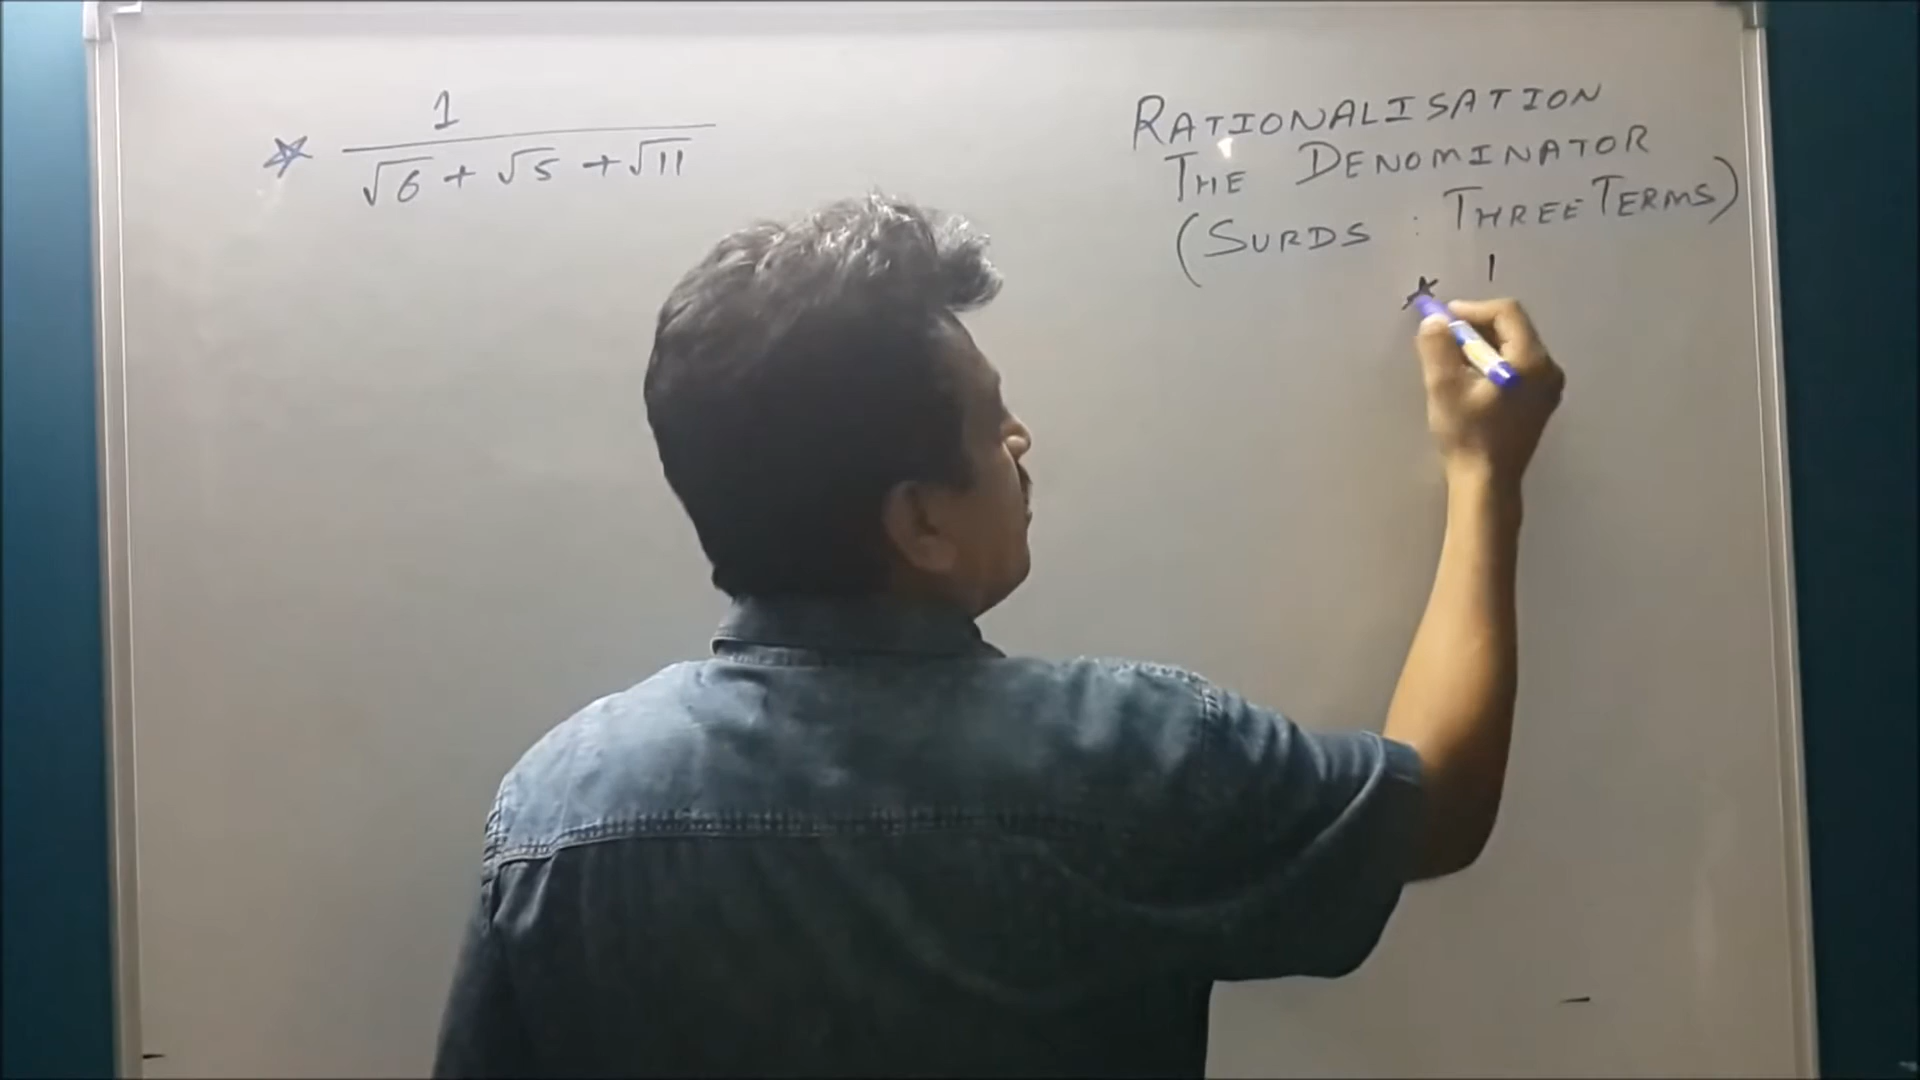 ★ 1
√6 + √5 + √11
RATIONALISATION
THE DENOMINATOR
(SURDS : THREE TERMS)
★ 1